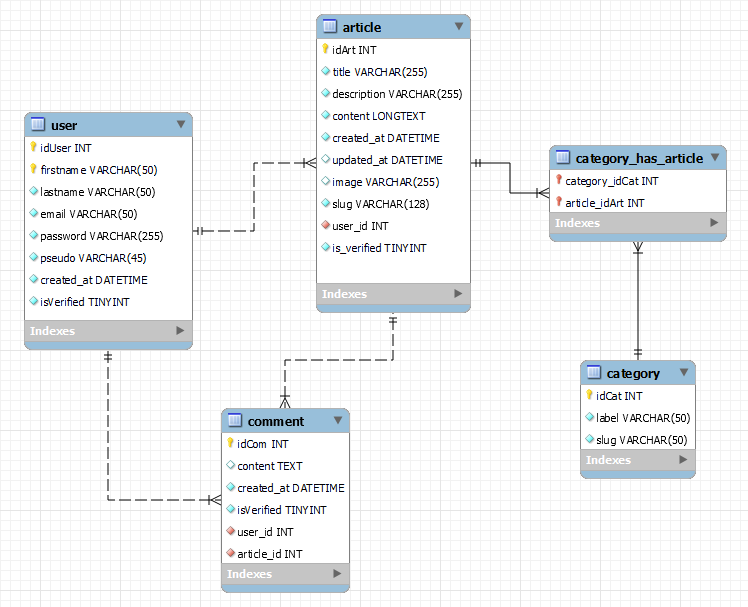 article
idArt INT
title VARCHAR(255)
description VARCHAR(255)
content LONGTEXT
created_at DATETIME
updated_at DATETIME
image VARCHAR(255)
slug VARCHAR(128)
user_id INT
is_verified TINYINT
Indexes
user
idUser INT
firstname VARCHAR(50)
lastname VARCHAR(50)
email VARCHAR(50)
password VARCHAR(255)
pseudo VARCHAR(45)
created_at DATETIME
isVerified TINYINT
Indexes
category_has_article
category_idCat INT
article_idArt INT
Indexes
category
idCat INT
label VARCHAR(50)
slug VARCHAR(50)
Indexes
comment
idCom INT
content TEXT
created_at DATETIME
isVerified TINYINT
user_id INT
article_id INT
Indexes